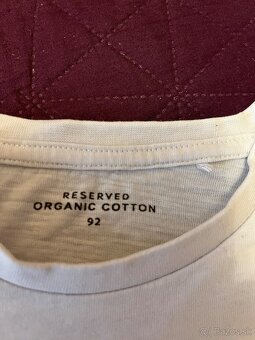 RESERVED
ORGANIC COTTON
92